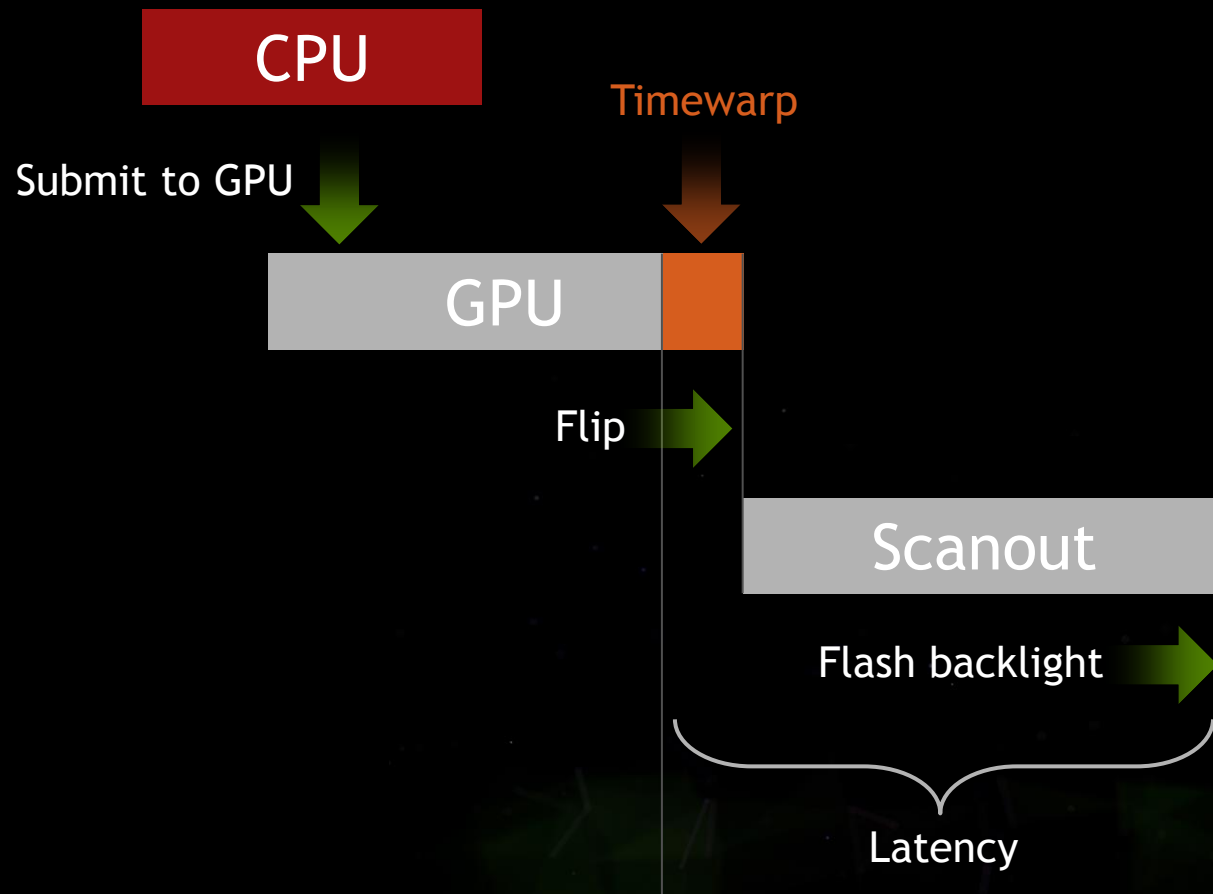 CPU
Timewarp
Submit to GPU
GPU
Flip
Scanout
Flash backlight
Latency